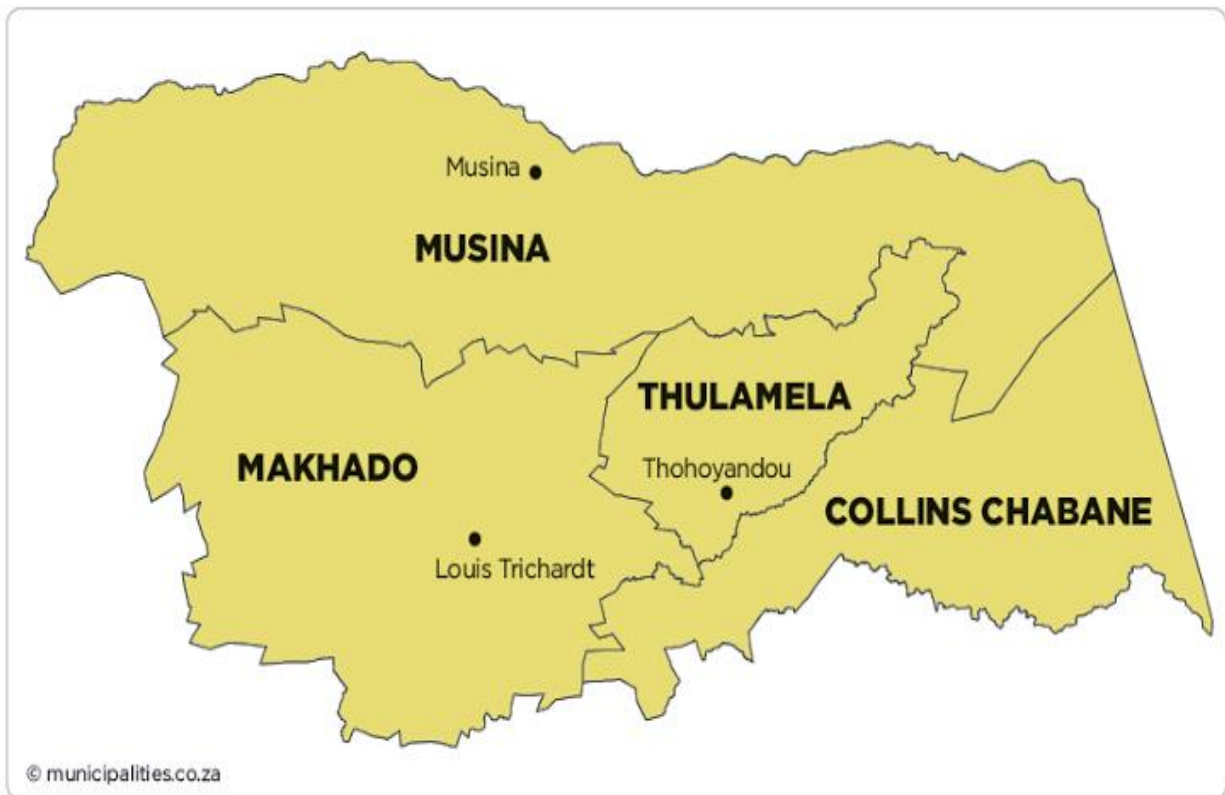 Musina
MUSINA
THULAMELA
MAKHADO
Thohoyandou
COLLINS CHABANE
Louis Trichardt
© municipalities.co.za